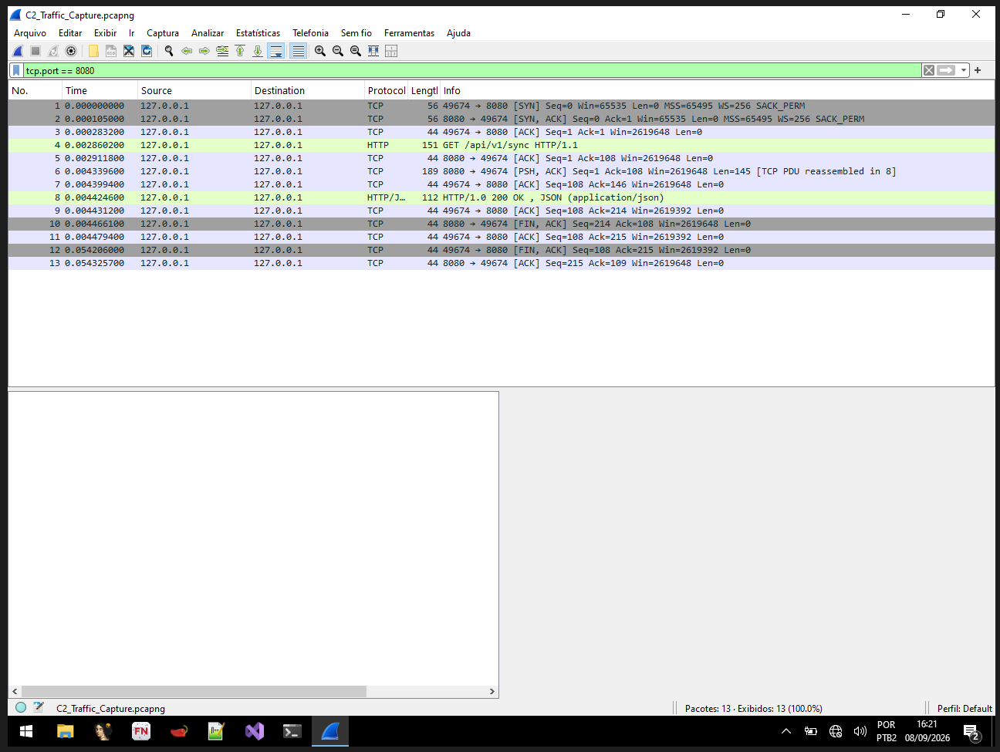 C2_Traffic_Capture.pcapng
Arquivo Editar Exibir Ir Captura Analizar Estatísticas Telefonia Sem fio Ferramentas Ajuda
tcp.port == 8080
No. Time Source Destination Protocol Lengtl Info
1 0.000000000 127.0.0.1 127.0.0.1 TCP 56 49674 → 8080 [SYN] Seq=0 Win=65535 Len=0 MSS=65495 WS=256 SACK_PERM
2 0.000105000 127.0.0.1 127.0.0.1 TCP 56 8080 → 49674 [SYN, ACK] Seq=0 Ack=1 Win=65535 Len=0 MSS=65495 WS=256 SACK_PERM
3 0.000283200 127.0.0.1 127.0.0.1 TCP 44 49674 → 8080 [ACK] Seq=1 Ack=1 Win=2619648 Len=0
4 0.002860200 127.0.0.1 127.0.0.1 HTTP 151 GET /api/v1/sync HTTP/1.1
5 0.002911800 127.0.0.1 127.0.0.1 TCP 44 8080 → 49674 [ACK] Seq=1 Ack=108 Win=2619648 Len=0
6 0.004339600 127.0.0.1 127.0.0.1 TCP 189 8080 → 49674 [PSH, ACK] Seq=1 Ack=108 Win=2619648 Len=145 [TCP PDU reassembled in 8]
7 0.004399400 127.0.0.1 127.0.0.1 TCP 44 49674 → 8080 [ACK] Seq=108 Ack=146 Win=2619648 Len=0
8 0.004424600 127.0.0.1 127.0.0.1 HTTP/J… 112 HTTP/1.0 200 OK , JSON (application/json)
9 0.004431200 127.0.0.1 127.0.0.1 TCP 44 49674 → 8080 [ACK] Seq=108 Ack=214 Win=2619392 Len=0
10 0.004466100 127.0.0.1 127.0.0.1 TCP 44 8080 → 49674 [FIN, ACK] Seq=214 Ack=108 Win=2619648 Len=0
11 0.004479400 127.0.0.1 127.0.0.1 TCP 44 49674 → 8080 [ACK] Seq=108 Ack=215 Win=2619392 Len=0
12 0.054206000 127.0.0.1 127.0.0.1 TCP 44 49674 → 8080 [FIN, ACK] Seq=108 Ack=215 Win=2619392 Len=0
13 0.054325700 127.0.0.1 127.0.0.1 TCP 44 8080 → 49674 [ACK] Seq=215 Ack=109 Win=2619648 Len=0
C2_Traffic_Capture.pcapng Pacotes: 13 · Exibidos: 13 (100.0%) Perfil: Default
FN
POR 16:21
PTB2 08/09/2026 2